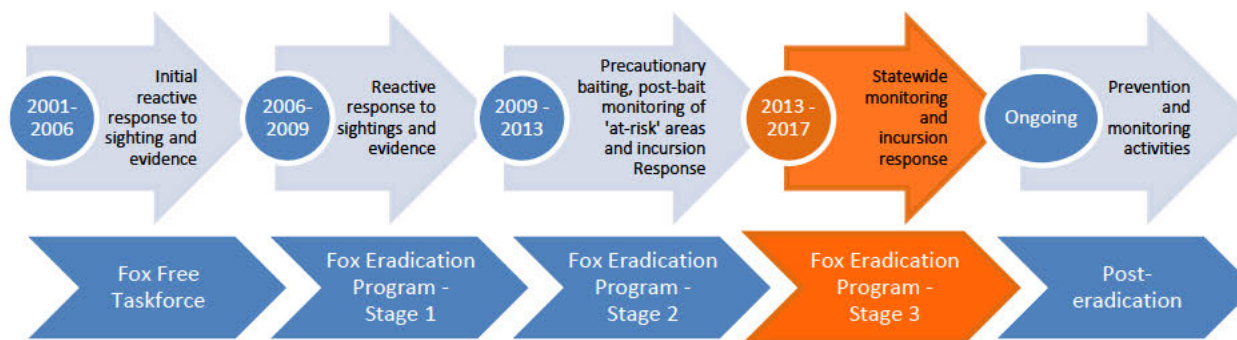 2001-
2006
Initial
reactive
response to
sighting and
evidence
2006-
2009
Reactive
response to
sightings and
evidence
2009 -
2013
Precautionary
baiting, post-bait
monitoring of
'at-risk' areas
and incursion
Response
2013 -
2017
Statewide
monitoring
and
incursion
response
Ongoing
Prevention
and
monitoring
activities
Fox Free
Taskforce
Fox Eradication
Program -
Stage 1
Fox Eradication
Program -
Stage 2
Fox Eradication
Program -
Stage 3
Post-
eradication